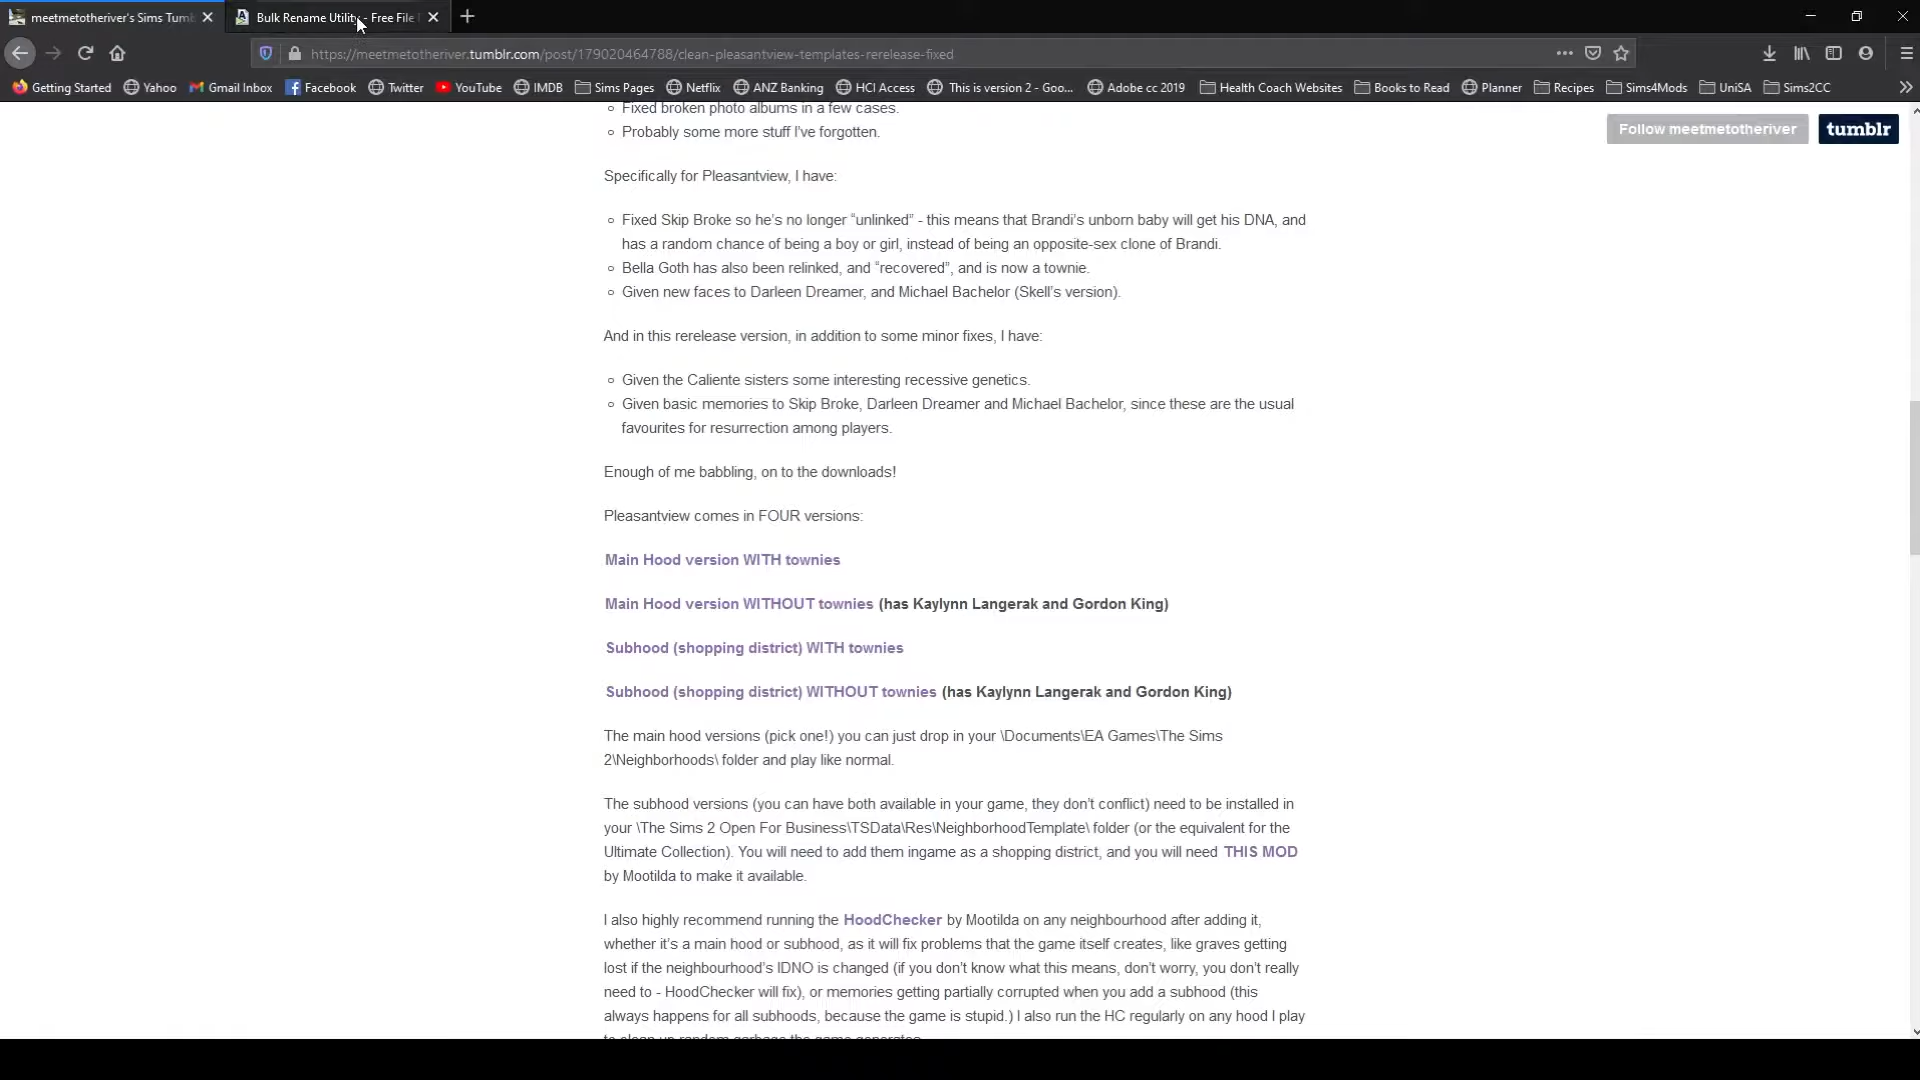 meetmetotheriver's Sims Tumb
Bulk Rename Utility - Free File
https://meetmetotheriver.tumblr.com/post/179020464788/clean-pleasantview-templates-rerelease-fixed
Getting Started Yahoo Gmail Inbox Facebook Twitter YouTube IMDB Sims Pages Netflix ANZ Banking HCI Access This is version 2 - Goo... Adobe cc 2019 Health Coach Websites Books to Read Planner Recipes Sims4Mods UniSA Sims2CC
Follow meetmetotheriver
tumblr
Fixed broken photo albums in a few cases.
Probably some more stuff I've forgotten.
Specifically for Pleasantview, I have:
Fixed Skip Broke so he's no longer “unlinked” - this means that Brandi's unborn baby will get his DNA, and
has a random chance of being a boy or girl, instead of being an opposite-sex clone of Brandi.
Bella Goth has also been relinked, and “recovered”, and is now a townie.
Given new faces to Darleen Dreamer, and Michael Bachelor (Skell's version).
And in this rerelease version, in addition to some minor fixes, I have:
Given the Caliente sisters some interesting recessive genetics.
Given basic memories to Skip Broke, Darleen Dreamer and Michael Bachelor, since these are the usual
favourites for resurrection among players.
Enough of me babbling, on to the downloads!
Pleasantview comes in FOUR versions:
Main Hood version WITH townies
Main Hood version WITHOUT townies (has Kaylynn Langerak and Gordon King)
Subhood (shopping district) WITH townies
Subhood (shopping district) WITHOUT townies (has Kaylynn Langerak and Gordon King)
The main hood versions (pick one!) you can just drop in your \Documents\EA Games\The Sims
2\Neighborhoods\ folder and play like normal.
The subhood versions (you can have both available in your game, they don't conflict) need to be installed in
your \The Sims 2 Open For Business\TSData\Res\NeighborhoodTemplate\ folder (or the equivalent for the
Ultimate Collection). You will need to add them ingame as a shopping district, and you will need THIS MOD
by Mootilda to make it available.
I also highly recommend running the HoodChecker by Mootilda on any neighbourhood after adding it,
whether it's a main hood or subhood, as it will fix problems that the game itself creates, like graves getting
lost if the neighbourhood's IDNO is changed (if you don't know what this means, don't worry, you don't really
need to - HoodChecker will fix), or memories getting partially corrupted when you add a subhood (this
always happens for all subhoods, because the game is stupid.) I also run the HC regularly on any hood I play
to clean up random garbage the game generates.